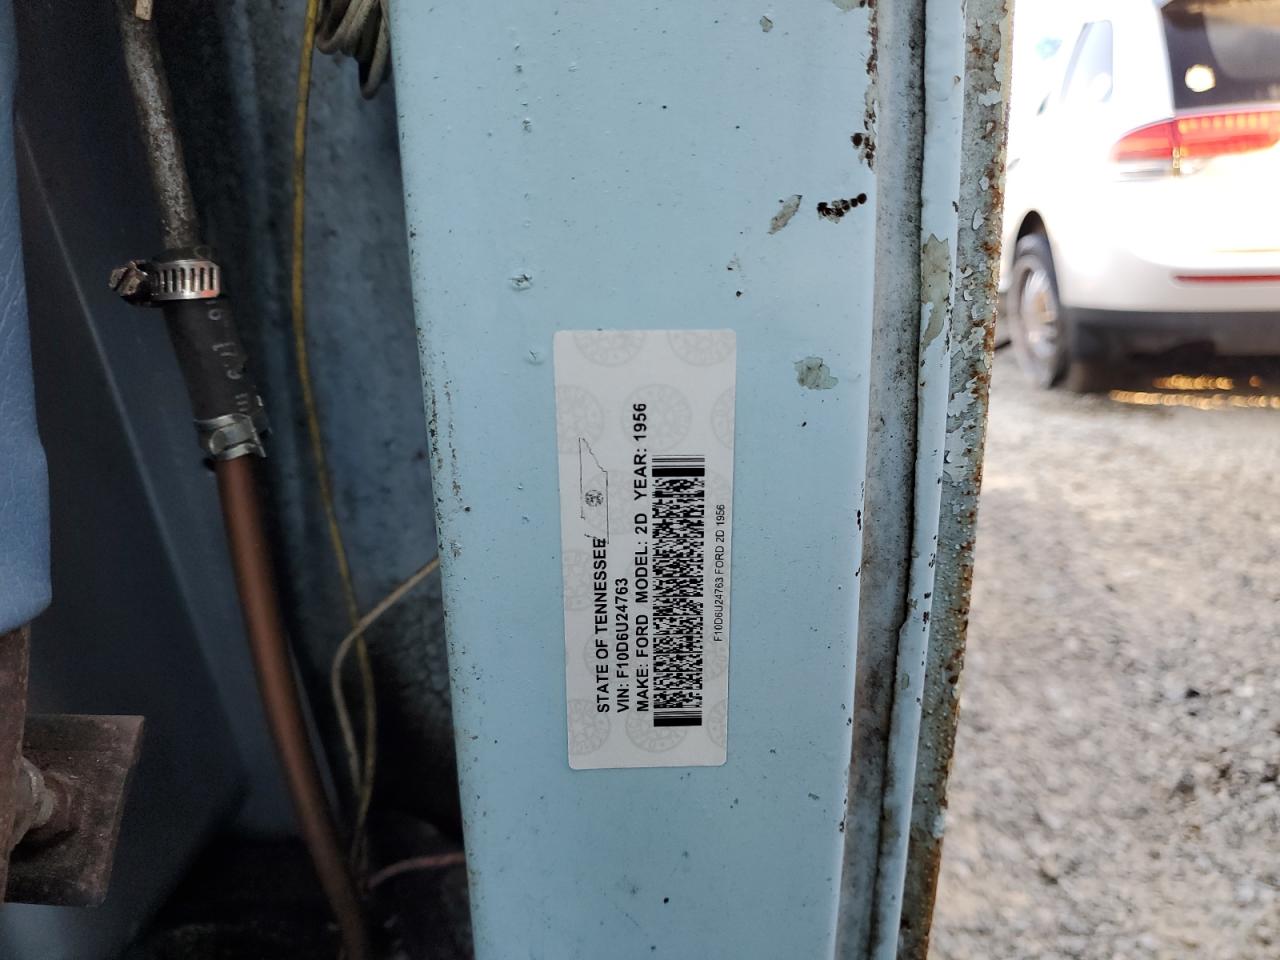 STATE OF TENNESSEE
VIN: F10D6U24763
MAKE: FORD MODEL: 2D YEAR: 1956
F10D6U24763 FORD 2D 1956